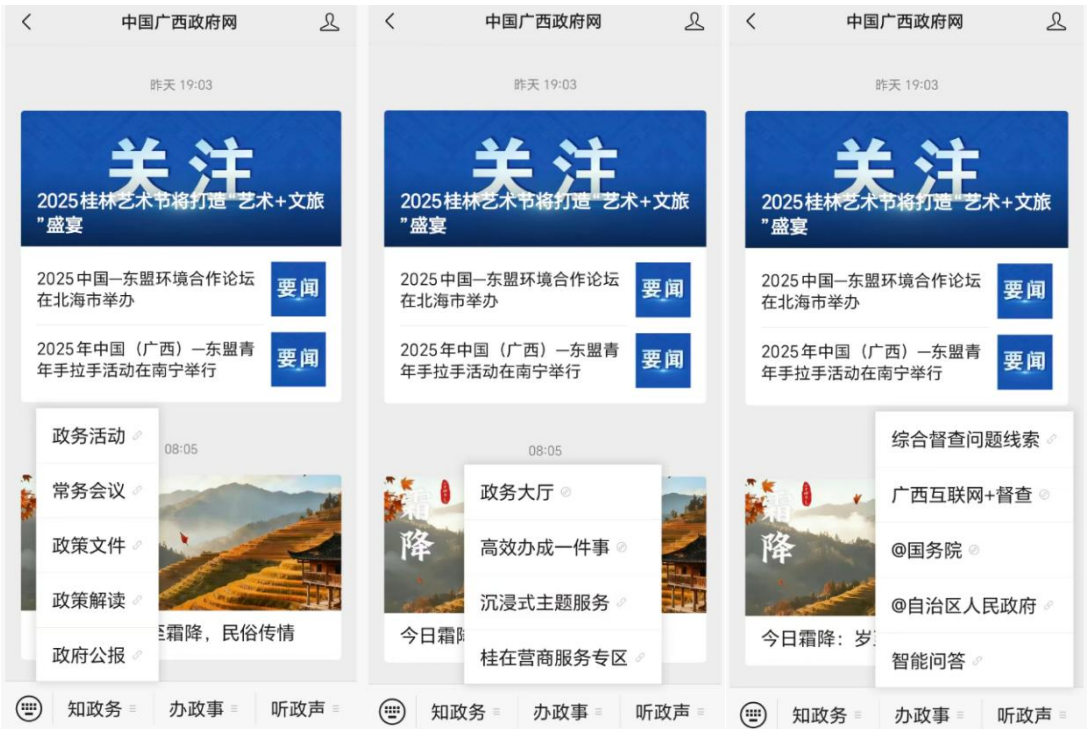 中国广西政府网
昨天 19:03
关注
2025桂林艺术节将打造“艺术+文旅
”盛宴
2025中国—东盟环境合作论坛
在北海市举办
要闻
2025年中国（广西）—东盟青
年手拉手活动在南宁举行
要闻
08:05
政务活动
常务会议
政策文件
政策解读
政府公报
至霜降，民俗传情
知政务
办政事
听政声
中国广西政府网
昨天 19:03
关注
2025桂林艺术节将打造“艺术+文旅
”盛宴
2025中国—东盟环境合作论坛
在北海市举办
要闻
2025年中国（广西）—东盟青
年手拉手活动在南宁举行
要闻
08:05
霜降
政务大厅
高效办成一件事
沉浸式主题服务
桂在营商服务专区
今日霜降
知政务
办政事
听政声
中国广西政府网
昨天 19:03
关注
2025桂林艺术节将打造“艺术+文旅
”盛宴
2025中国—东盟环境合作论坛
在北海市举办
要闻
2025年中国（广西）—东盟青
年手拉手活动在南宁举行
要闻
霜降
综合督查问题线索
广西互联网+督查
@国务院
@自治区人民政府
智能问答
今日霜降：岁
知政务
办政事
听政声